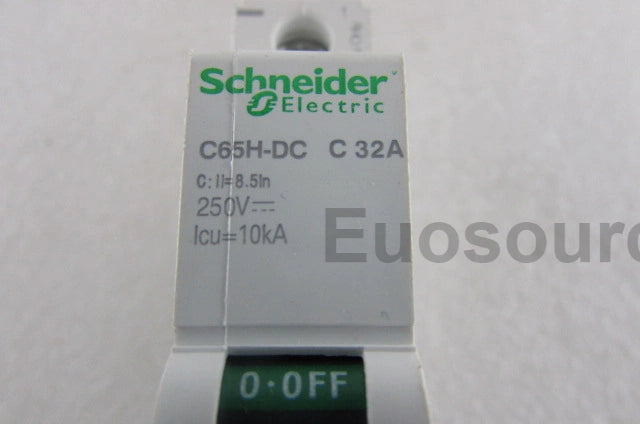 Schneider
Electric
C65H-DC C 32A
C: Ii=8.5In
250V⎓
Icu=10kA
Euosourc
O·OFF